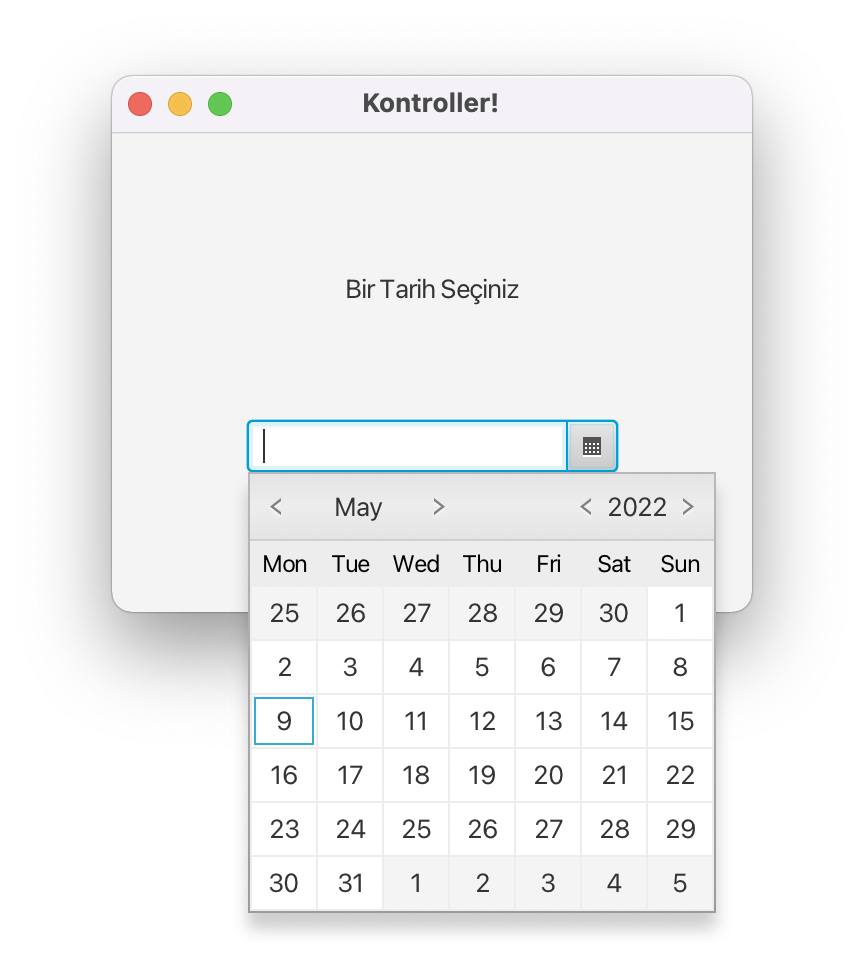 Kontroller!
Bir Tarih Seçiniz
< May > < 2022 >
Mon Tue Wed Thu Fri Sat Sun
25 26 27 28 29 30 1
2 3 4 5 6 7 8
9 10 11 12 13 14 15
16 17 18 19 20 21 22
23 24 25 26 27 28 29
30 31 1 2 3 4 5